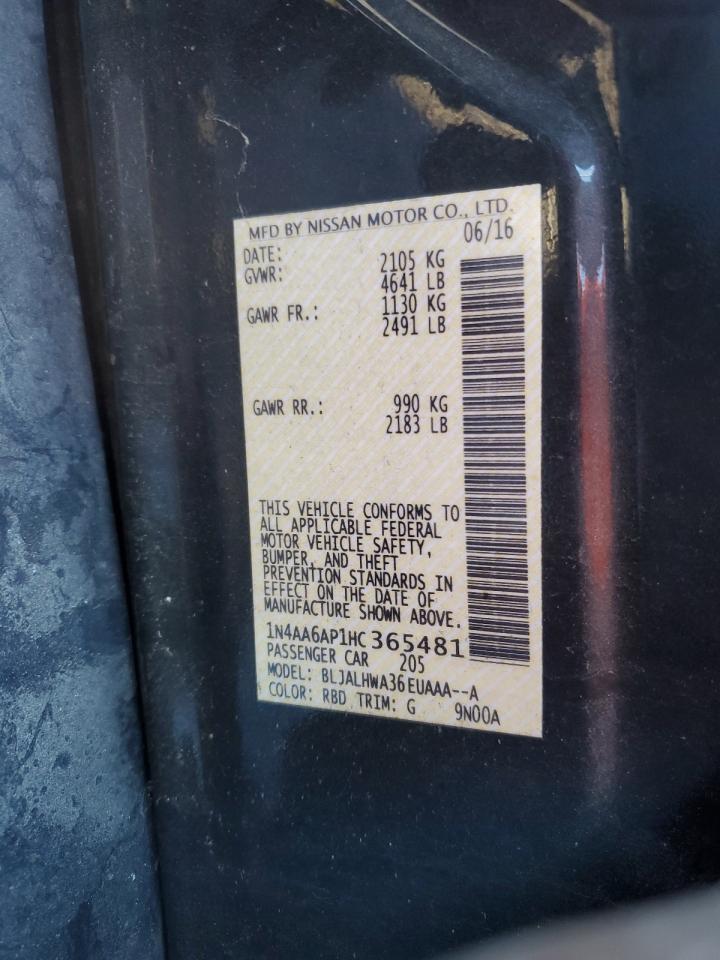 MFD BY NISSAN MOTOR CO., LTD.
DATE: 06/16
GVWR: 2105 KG
4641 LB
GAWR FR.: 1130 KG
2491 LB
GAWR RR.: 990 KG
2183 LB
THIS VEHICLE CONFORMS TO
ALL APPLICABLE FEDERAL
MOTOR VEHICLE SAFETY,
BUMPER, AND THEFT
PREVENTION STANDARDS IN
EFFECT ON THE DATE OF
MANUFACTURE SHOWN ABOVE.
1N4AA6AP1HC365481
PASSENGER CAR 205
MODEL: BLJALHWA36EUAAA--A
COLOR: RBD TRIM: G 9N00A